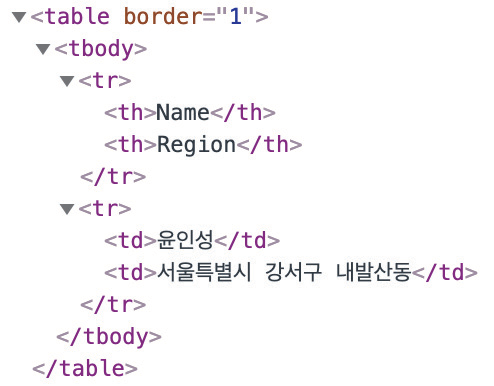 <table border="1">
<tbody>
<tr>
<th>Name</th>
<th>Region</th>
</tr>
<tr>
<td>윤인성</td>
<td>서울특별시 강서구 내발산동</td>
</tr>
</tbody>
</table>